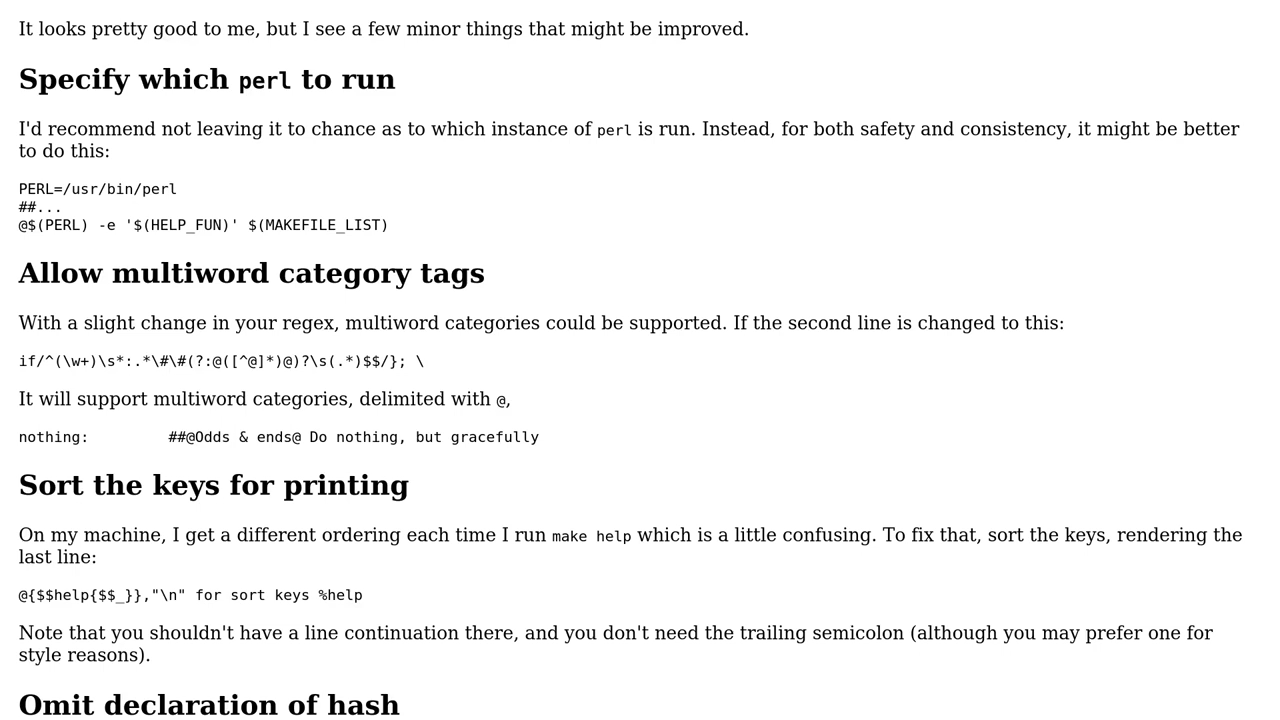 It looks pretty good to me, but I see a few minor things that might be improved.
Specify which perl to run
I'd recommend not leaving it to chance as to which instance of perl is run. Instead, for both safety and consistency, it might be better
to do this:
PERL=/usr/bin/perl
##...
@$(PERL) -e '$(HELP_FUN)' $(MAKEFILE_LIST)
Allow multiword category tags
With a slight change in your regex, multiword categories could be supported. If the second line is changed to this:
if/^(\w+)\s*:.*\#\#(?:@([^@]*)@)?\s(.*)$$/}; \
It will support multiword categories, delimited with @,
nothing:         ##@Odds & ends@ Do nothing, but gracefully
Sort the keys for printing
On my machine, I get a different ordering each time I run make help which is a little confusing. To fix that, sort the keys, rendering the
last line:
@{$$help{$$_}},"\n" for sort keys %help
Note that you shouldn't have a line continuation there, and you don't need the trailing semicolon (although you may prefer one for
style reasons).
Omit declaration of hash